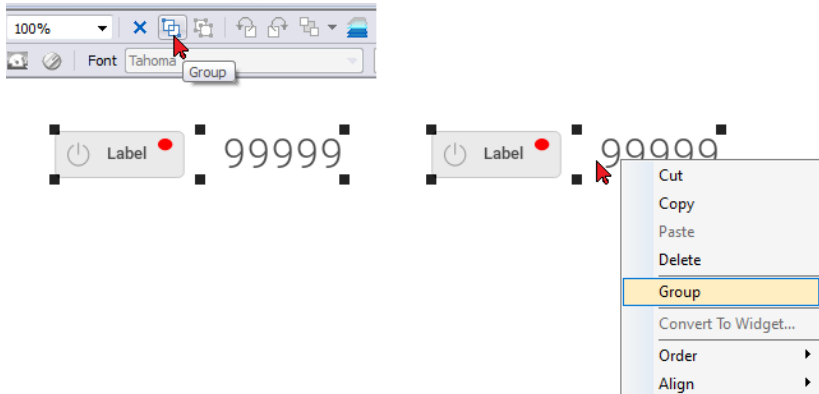 100%
Font Tahoma
Group
Label 99999
Label 99999
Cut
Copy
Paste
Delete
Group
Convert To Widget...
Order
Align